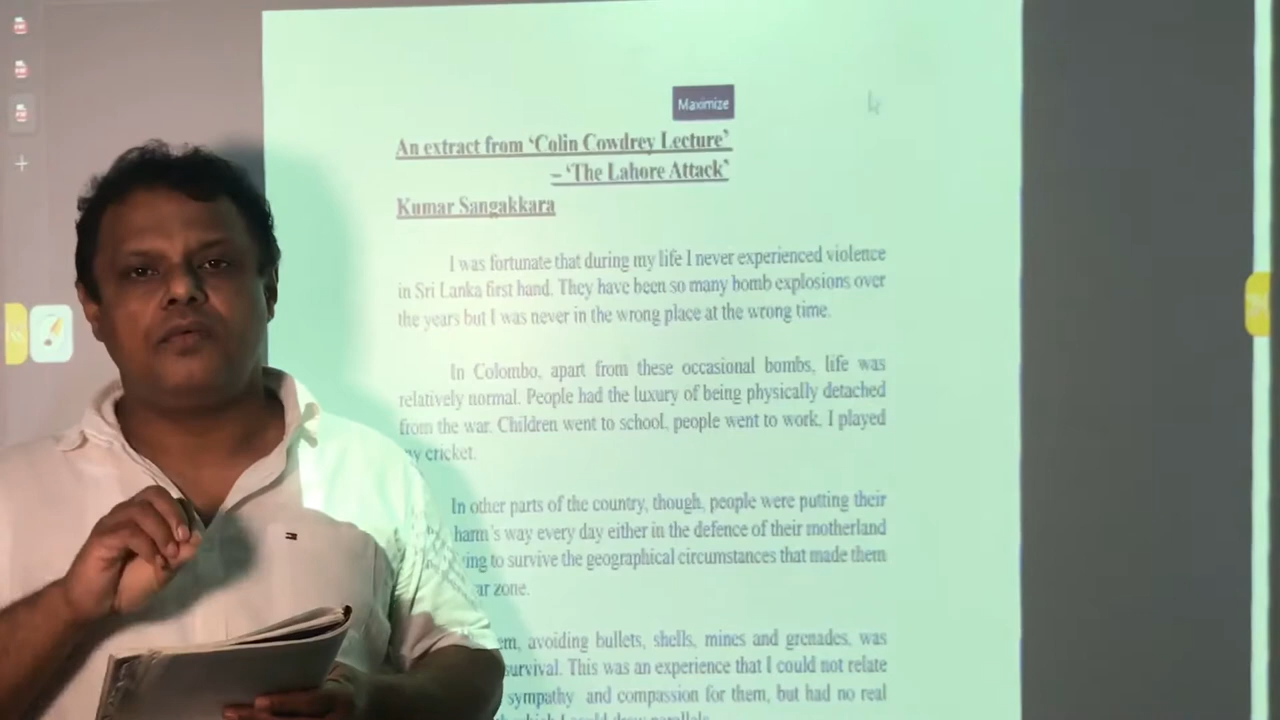 Maximize
An extract from ‘Colin Cowdrey Lecture’
– ‘The Lahore Attack’
Kumar Sangakkara
I was fortunate that during my life I never experienced violence
in Sri Lanka first hand. They have been so many bomb explosions over
the years but I was never in the wrong place at the wrong time.
In Colombo, apart from these occasional bombs, life was
relatively normal. People had the luxury of being physically detached
from the war. Children went to school, people went to work, I played
cricket.
In other parts of the country, though, people were putting their
harm’s way every day either in the defence of their motherland
to survive the geographical circumstances that made them
zone.
avoiding bullets, shells, mines and grenades, was
survival. This was an experience that I could not relate
sympathy and compassion for them, but had no real
which I could draw parallels